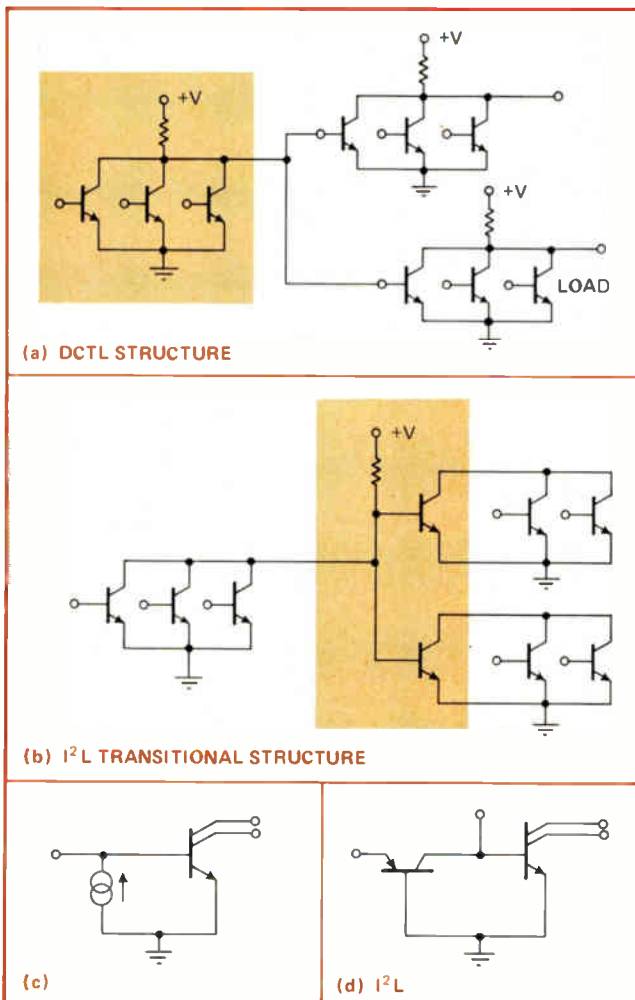 +V
+V
+V
LOAD
(a) DCTL STRUCTURE
+V
(b) I²L TRANSITIONAL STRUCTURE
(c)
(d) I²L